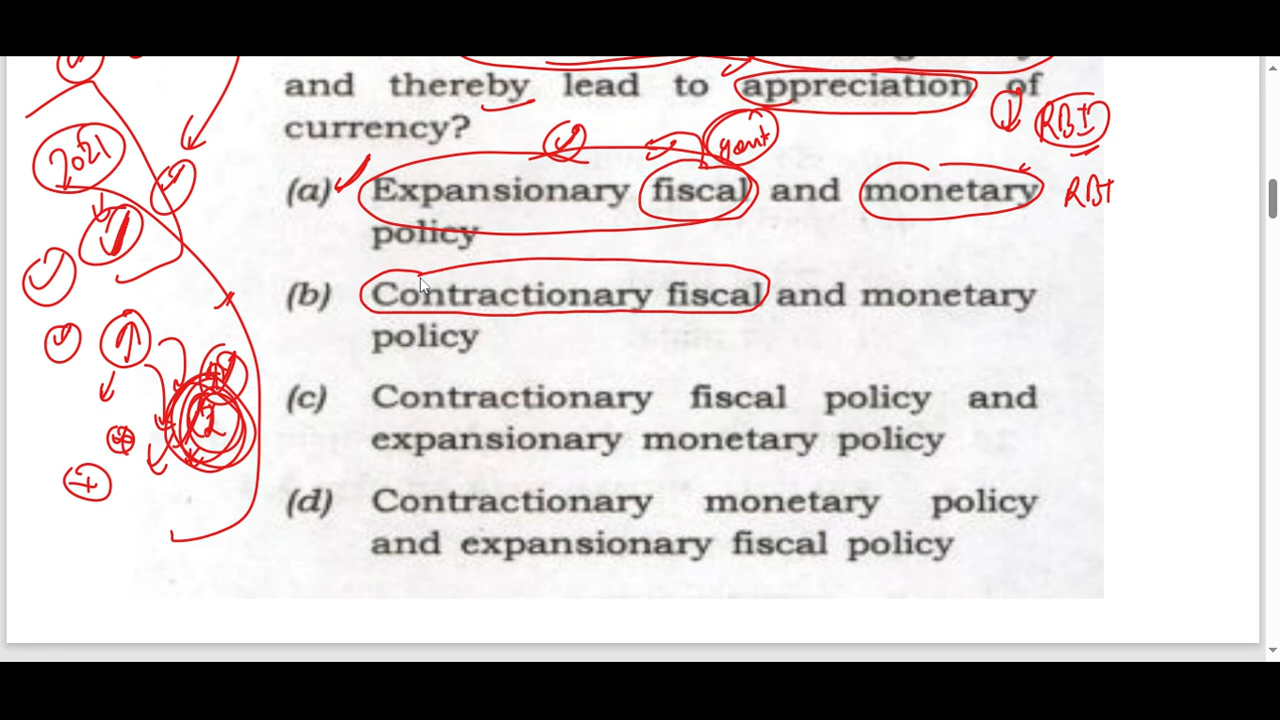 and thereby lead to appreciation of
currency?
RBI
govt
2021
(a) Expansionary fiscal and monetary
RBI
policy
(b) Contractionary fiscal and monetary
policy
(c) Contractionary fiscal policy and
expansionary monetary policy
2
(d) Contractionary monetary policy
and expansionary fiscal policy